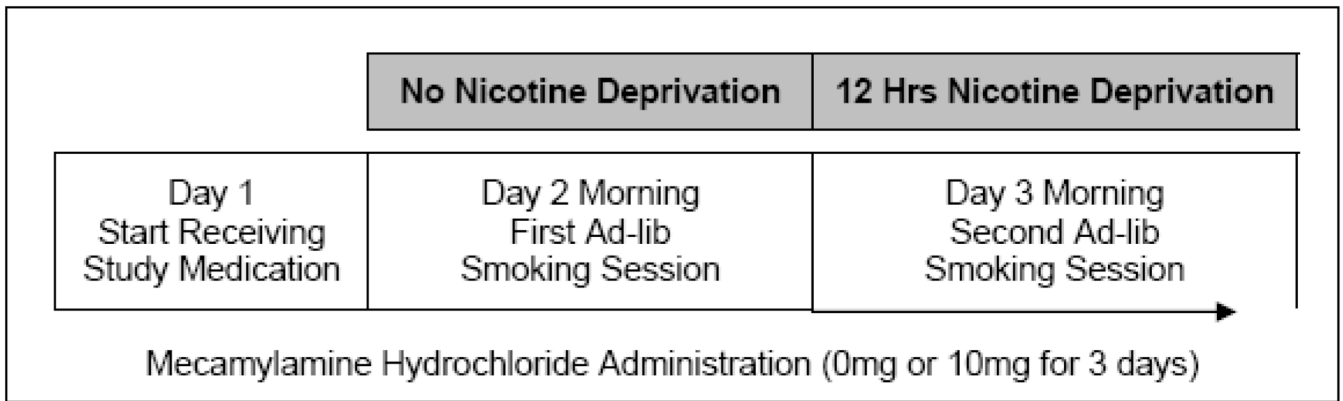 No Nicotine Deprivation
12 Hrs Nicotine Deprivation
Day 1
Start Receiving
Study Medication
Day 2 Morning
First Ad-lib
Smoking Session
Day 3 Morning
Second Ad-lib
Smoking Session
Mecamylamine Hydrochloride Administration (0mg or 10mg for 3 days)